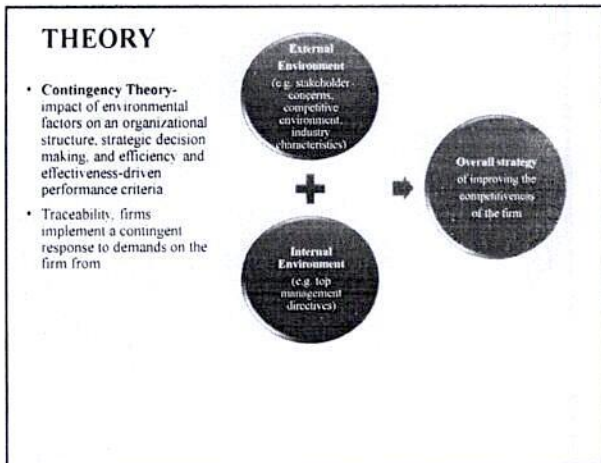 THEORY
• Contingency Theory-
impact of environmental
factors on an organizational
structure, strategic decision
making, and efficiency and
effectiveness-driven
performance criteria
• Traceability, firms
implement a contingent
response to demands on the
firm from
External
Environment
(e.g. stakeholder
concerns,
competitive
environment,
industry
characteristics)
Internal
Environment
(e.g. top
management
directives)
Overall strategy
of improving the
competitiveness
of the firm